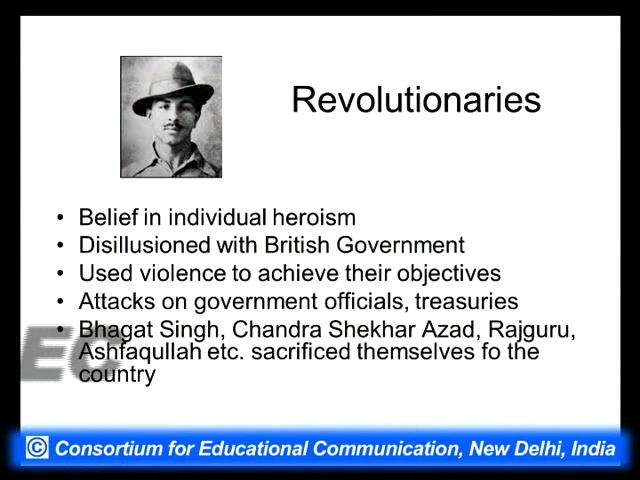 Revolutionaries
• Belief in individual heroism
• Disillusioned with British Government
• Used violence to achieve their objectives
• Attacks on government officials, treasuries
• Bhagat Singh, Chandra Shekhar Azad, Rajguru,
Ashfaqullah etc. sacrificed themselves fo the
country
EC
© Consortium for Educational Communication, New Delhi, India